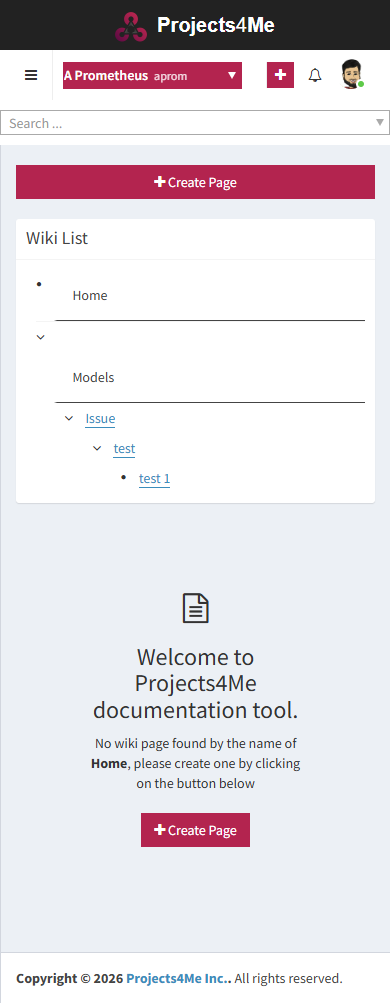 Projects4Me
A Prometheus aprom
Search ...
Create Page
Wiki List
Home
Models
Issue
test
test 1
Welcome to
Projects4Me
documentation tool.
No wiki page found by the name of
Home, please create one by clicking
on the button below
Create Page
Copyright © 2026 Projects4Me Inc.. All rights reserved.